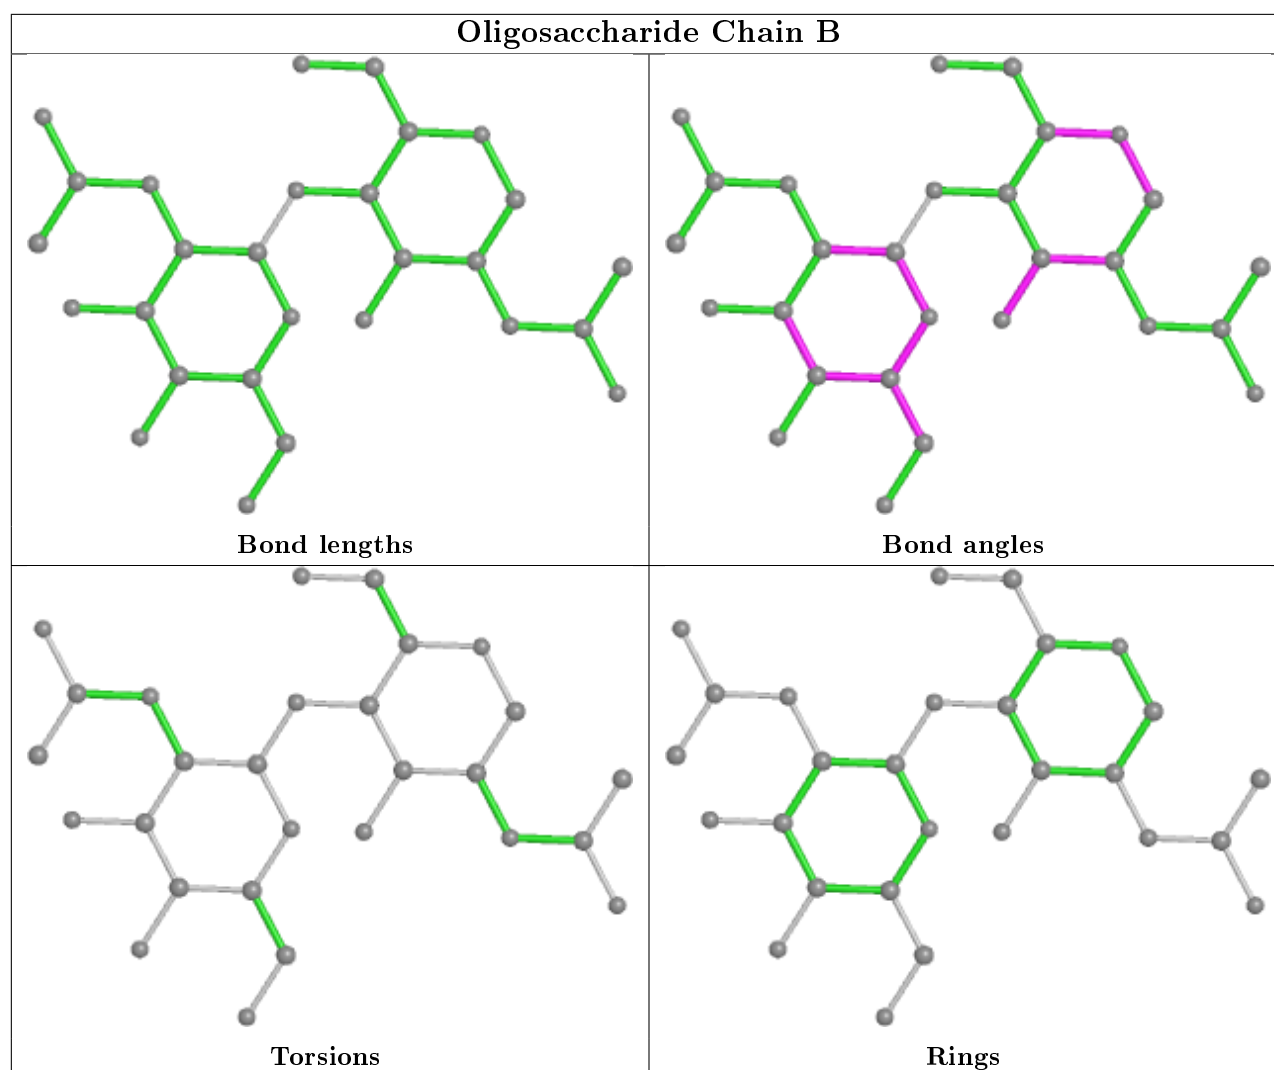 Oligosaccharide Chain B
Bond lengths
Bond angles
Torsions
Rings